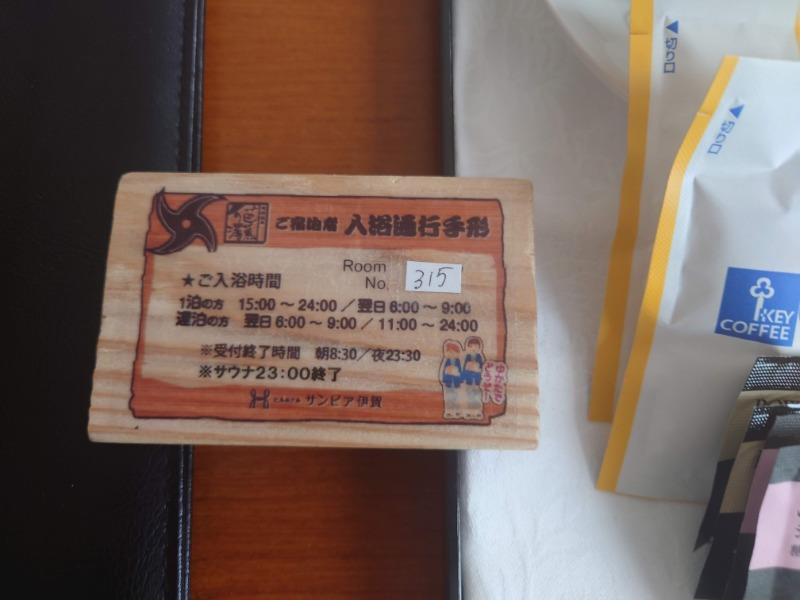 ご宿泊者 入浴通行手形
Room
No. 315
★ご入浴時間
1泊の方 15:00 ～ 24:00 / 翌日 6:00 ～ 9:00
連泊の方 翌日 6:00 ～ 9:00 / 11:00 ～ 24:00
※受付終了時間 朝8:30/夜23:30
※サウナ23:00終了
サンピア伊賀
切り口
切り口
KEY
COFFEE